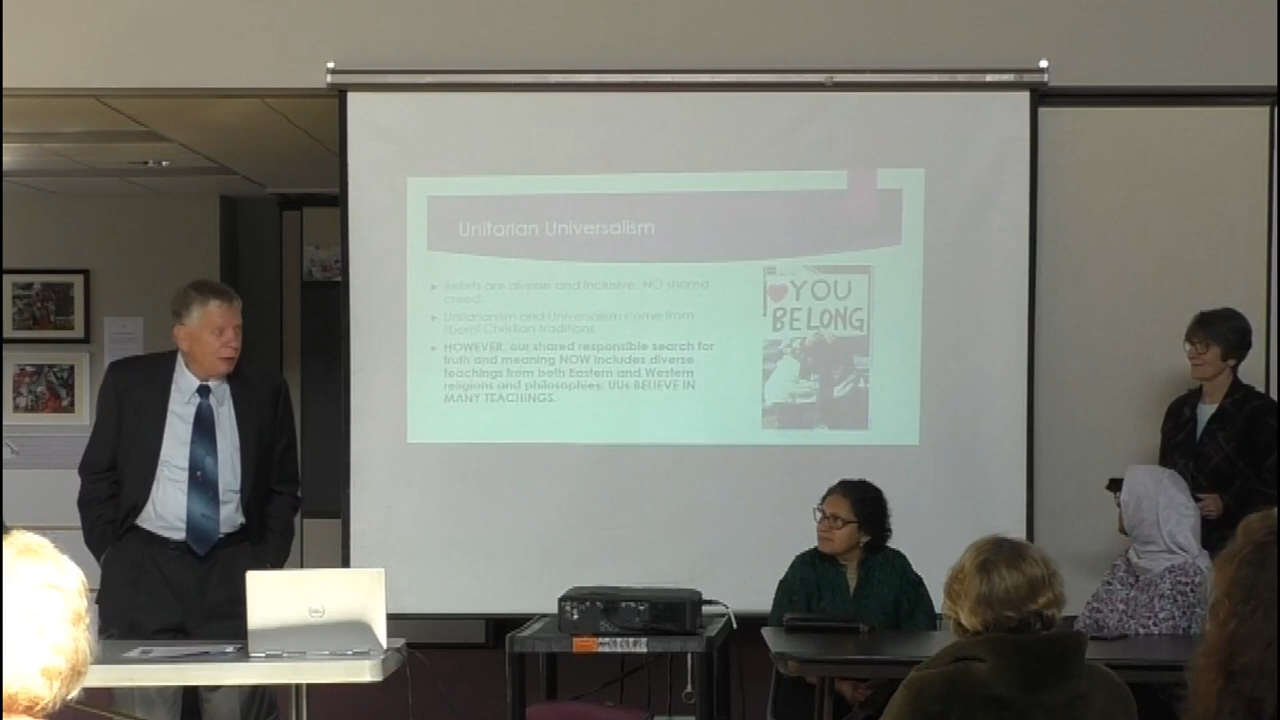 Unitarian Universalism
Beliefs are diverse and inclusive: NO shared
creed.
Unitarianism and Universalism come from
liberal Christian traditions
HOWEVER, our shared responsible search for
truth and meaning NOW includes diverse
teachings from both Eastern and Western
religions and philosophies: UUs BELIEVE IN
MANY TEACHINGS.
YOU
BELONG
DELL